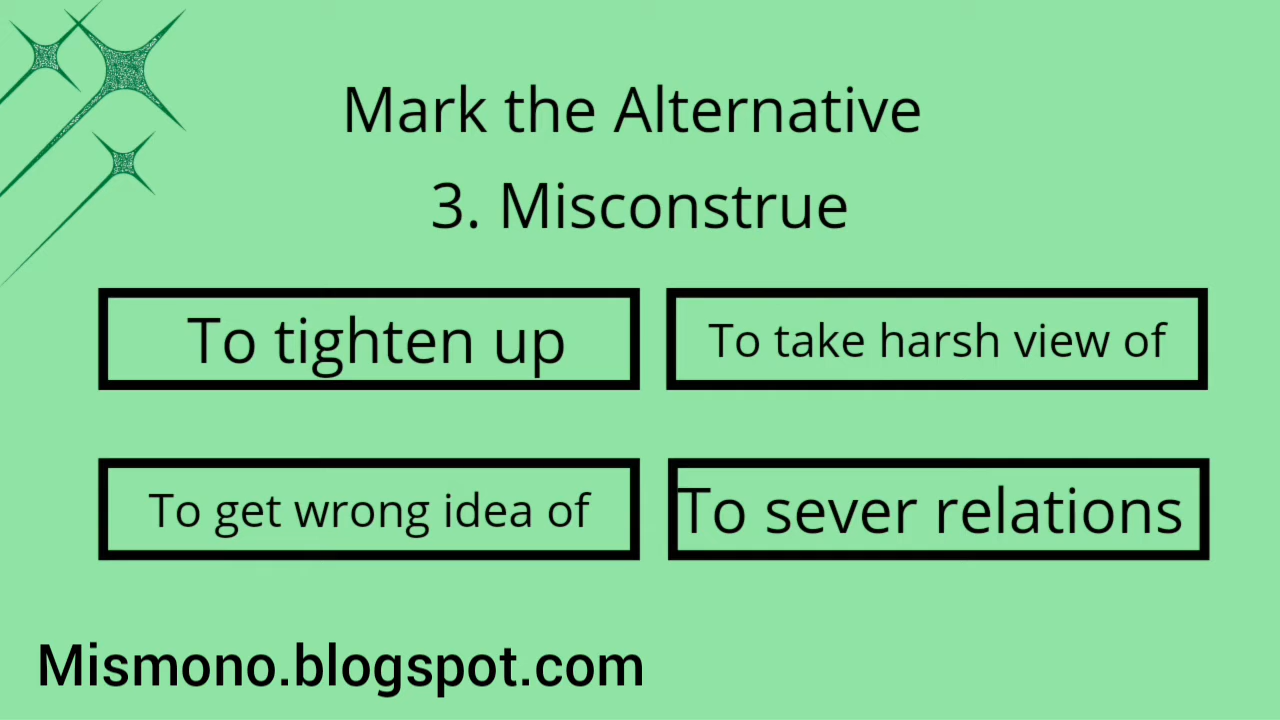 Mark the Alternative
3. Misconstrue
To tighten up
To take harsh view of
To get wrong idea of
To sever relations
Mismono.blogspot.com